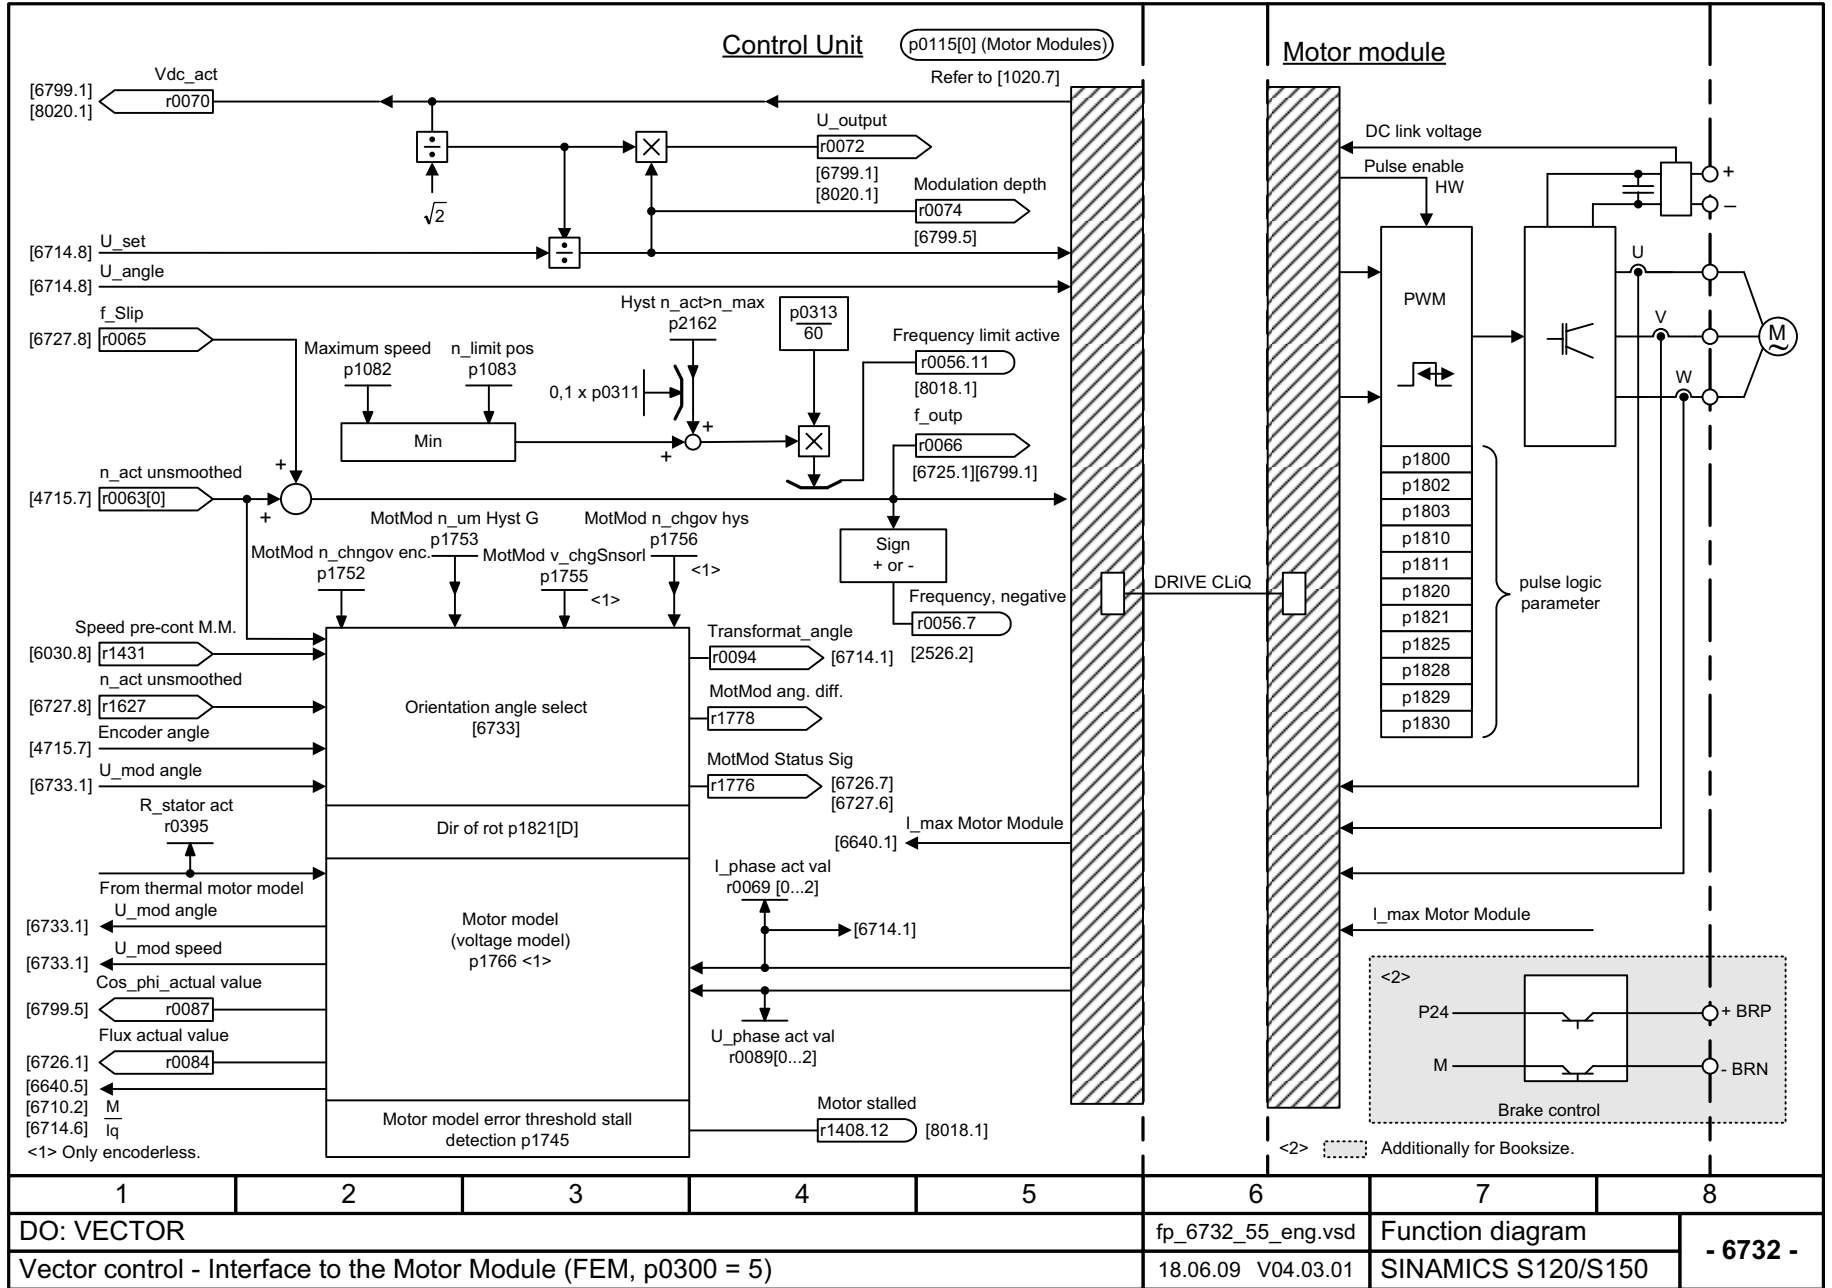 Control Unit
p0115[0] (Motor Modules)
Refer to [1020.7]
Motor module
Vdc_act
[6799.1]
[8020.1]
r0070
÷
√2
×
U_output
r0072
[6799.1]
[8020.1]
Modulation depth
r0074
[6799.5]
[6714.8]
U_set
÷
[6714.8]
U_angle
f_Slip
[6727.8]
r0065
Maximum speed
p1082
n_limit pos
p1083
Min
Hyst n_act>n_max
p2162
0,1 x p0311
+
+
p0313
60
×
Frequency limit active
r0056.11
[8018.1]
f_outp
r0066
[6725.1][6799.1]
n_act unsmoothed
[4715.7]
r0063[0]
+
+
Sign
+ or -
Frequency, negative
r0056.7
[2526.2]
MotMod n_chngov enc.
p1752
MotMod n_um Hyst G
p1753
MotMod v_chgSnsorl
p1755
<1>
MotMod n_chgov hys
p1756
<1>
Speed pre-cont M.M.
[6030.8]
r1431
n_act unsmoothed
[6727.8]
r1627
Encoder angle
[4715.7]
U_mod angle
[6733.1]
R_stator act
r0395
From thermal motor model
Orientation angle select
[6733]
Dir of rot p1821[D]
Motor model
(voltage model)
p1766 <1>
Motor model error threshold stall
detection p1745
Transformat_angle
r0094
[6714.1]
MotMod ang. diff.
r1778
MotMod Status Sig
r1776
[6726.7]
[6727.6]
I_max Motor Module
[6640.1]
I_phase act val
r0069 [0...2]
[6714.1]
U_phase act val
r0089[0...2]
Motor stalled
r1408.12
[8018.1]
U_mod angle
[6733.1]
U_mod speed
[6733.1]
Cos_phi_actual value
[6799.5]
r0087
Flux actual value
[6726.1]
r0084
[6640.5]
[6710.2]
[6714.6]
M
Iq
<1> Only encoderless.
DRIVE CLiQ
DC link voltage
Pulse enable
HW
+
–
PWM
U
V
W
M
~
p1800
p1802
p1803
p1810
p1811
p1820
p1821
p1825
p1828
p1829
p1830
pulse logic
parameter
I_max Motor Module
<2>
P24
+ BRP
M
- BRN
Brake control
<2>
Additionally for Booksize.
1 2 3 4 5 6 7 8
DO: VECTOR
fp_6732_55_eng.vsd
Function diagram
- 6732 -
Vector control - Interface to the Motor Module (FEM, p0300 = 5)
18.06.09 V04.03.01
SINAMICS S120/S150